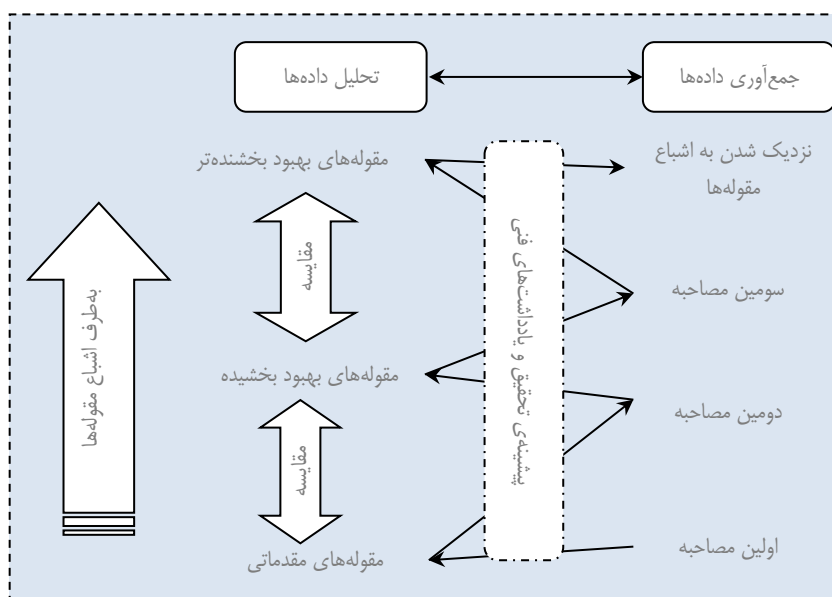 جمع‌آوری داده‌ها
تحلیل داده‌ها
نزدیک شدن به اشباع
مقوله‌ها
مقوله‌های بهبود بخشنده‌تر
پیشینه‌ی تحقیق و یادداشت‌های فنی
مقایسه
به‌طرف اشباع مقوله‌ها
سومین مصاحبه
مقوله‌های بهبود بخشیده
دومین مصاحبه
مقایسه
اولین مصاحبه
مقوله‌های مقدماتی